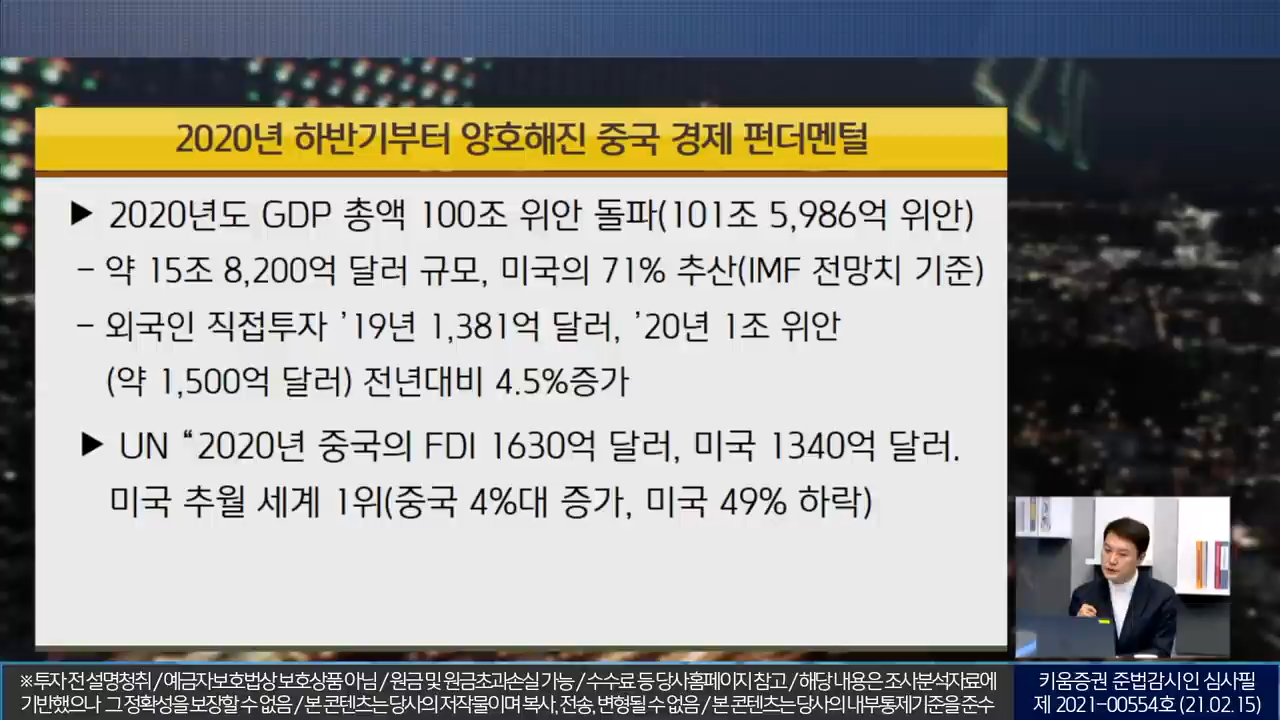 2020년 하반기부터 양호해진 중국 경제 펀더멘털
▶ 2020년도 GDP 총액 100조 위안 돌파(101조 5,986억 위안)
- 약 15조 8,200억 달러 규모, 미국의 71% 추산(IMF 전망치 기준)
- 외국인 직접투자 ’19년 1,381억 달러, ’20년 1조 위안
(약 1,500억 달러) 전년대비 4.5%증가
▶ UN “2020년 중국의 FDI 1630억 달러, 미국 1340억 달러.
미국 추월 세계 1위(중국 4%대 증가, 미국 49% 하락)
※투자 전 설명청취 / 예금자보호법상 보호상품 아님 / 원금 및 원금초과손실 가능 / 수수료 등 당사홈페이지 참고 / 해당 내용은 조사분석자료에
기반했으나 그 정확성을 보장할 수 없음 / 본 콘텐츠는 당사의 저작물이며 복사, 전송, 변형될 수 없음 / 본 콘텐츠는 당사의 내부통제기준을 준수
키움증권 준법감시인 심사필
제 2021-00554호 (21.02.15)